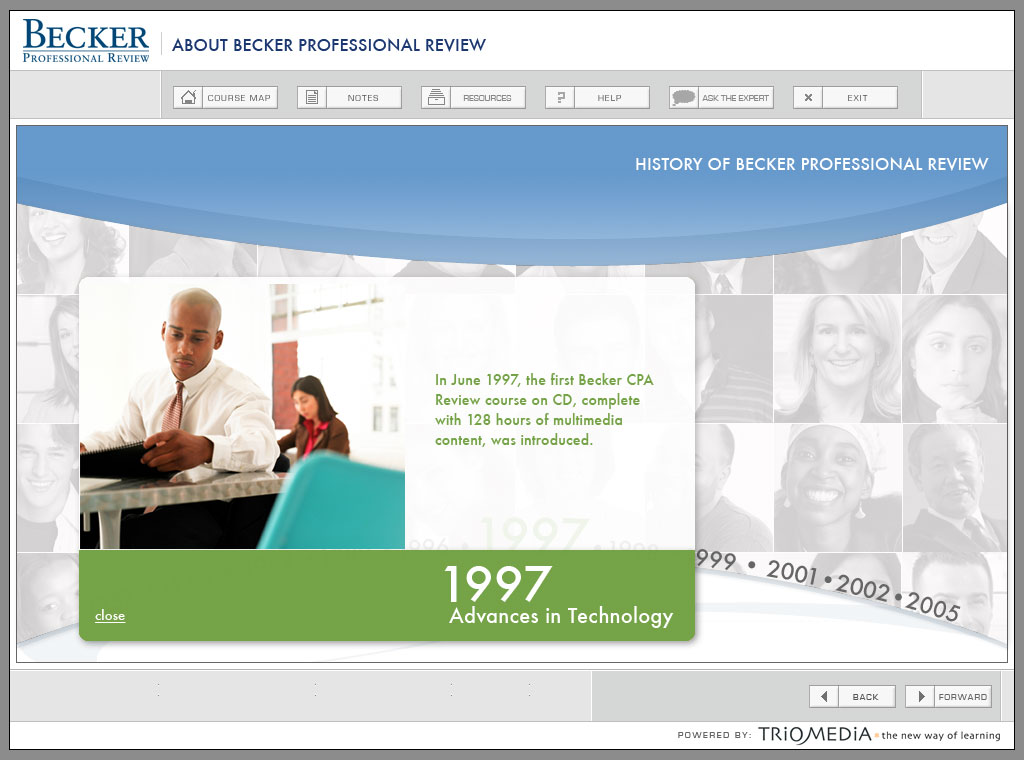 BECKER
PROFESSIONAL REVIEW
ABOUT BECKER PROFESSIONAL REVIEW
COURSE MAP
NOTES
RESOURCES
?
HELP
ASK THE EXPERT
EXIT
HISTORY OF BECKER PROFESSIONAL REVIEW
In June 1997, the first Becker CPA
Review course on CD, complete
with 128 hours of multimedia
content, was introduced.
1997
999 • 2001 • 2002 • 2005
1997
Advances in Technology
close
BACK
FORWARD
POWERED BY: TRIOMEDIA • the new way of learning